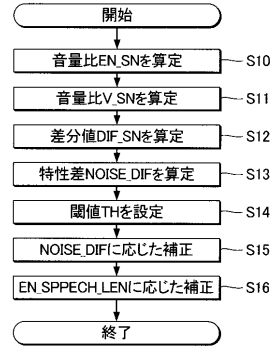 開始
音量比EN_SNを算定 S10
音量比V_SNを算定 S11
差分値DIF_SNを算定 S12
特性差NOISE_DIFを算定 S13
閾値THを設定 S14
NOISE_DIFに応じた補正 S15
EN_SPPECH_LENに応じた補正 S16
終了